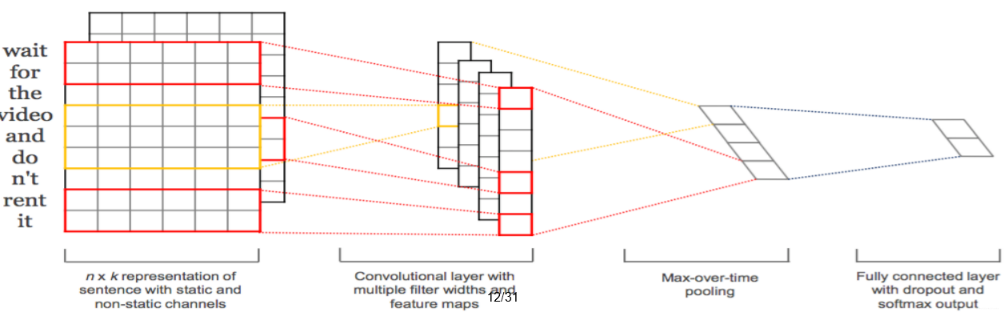 wait
for
the
video
and
do
n't
rent
it
n x k representation of
sentence with static and
non-static channels
Convolutional layer with
multiple filter widths and
feature maps
12/31
Max-over-time
pooling
Fully connected layer
with dropout and
softmax output